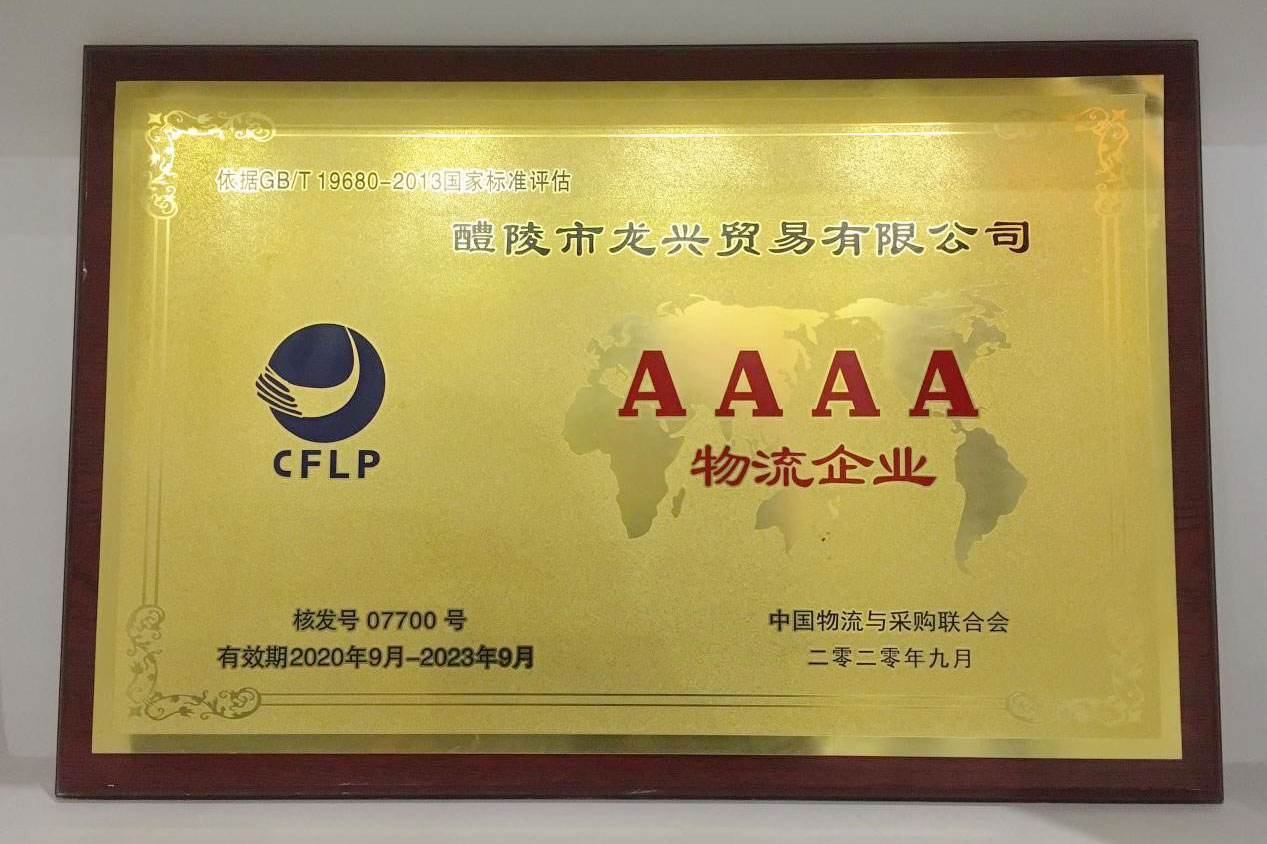 依据GB/T 19680-2013国家标准评估
醴陵市龙兴贸易有限公司
CFLP
AAAA
物流企业
核发号 07700 号
有效期2020年9月-2023年9月
中国物流与采购联合会
二零二零年九月